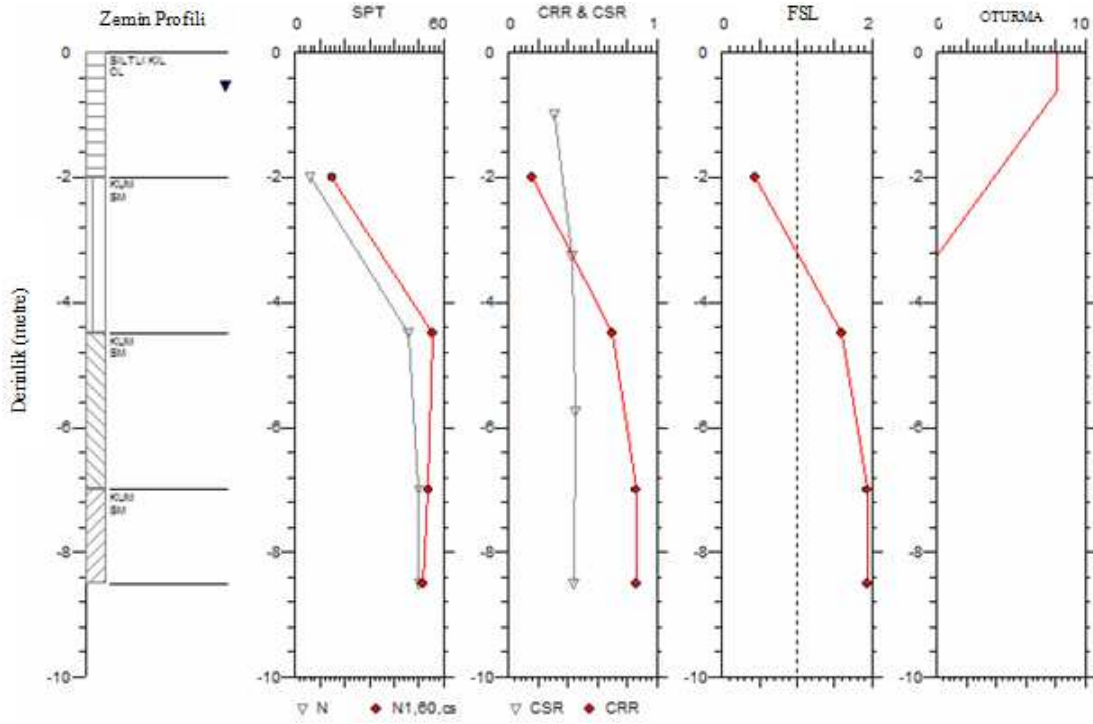 Zemin Profili
SPT
CRR & CSR
FSL
OTURMA
0 60
0 1
0 2
0 10
0 0 0 0 0
SILTLI KIL
CL
-2 -2 -2 -2 -2
KUM
SM
-4 -4 -4 -4 -4
KUM
SM
Derinlik (metre)
-6 -6 -6 -6 -6
KUM
SM
-8 -8 -8 -8 -8
-10 -10 -10 -10 -10
N N1,60,cs CSR CRR